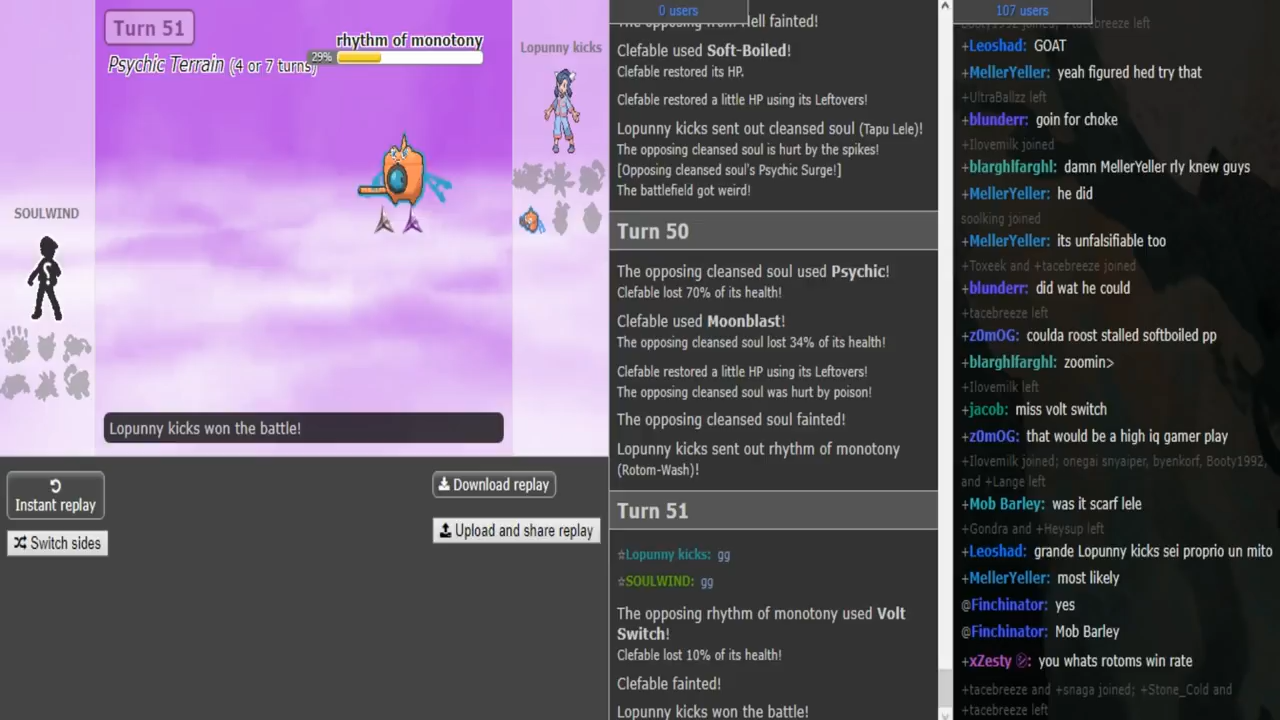 Turn 51
Psychic Terrain (4 or 7 turns)
rhythm of monotony
29%
Lopunny kicks
SOULWIND
Lopunny kicks won the battle!
Instant replay
Switch sides
Download replay
Upload and share replay
0 users
Clefable used Soft-Boiled!
Clefable restored its HP.
Clefable restored a little HP using its Leftovers!
Lopunny kicks sent out cleansed soul (Tapu Lele)!
The opposing cleansed soul is hurt by the spikes!
[Opposing cleansed soul's Psychic Surge!]
The battlefield got weird!
Turn 50
The opposing cleansed soul used Psychic!
Clefable lost 70% of its health!
Clefable used Moonblast!
The opposing cleansed soul lost 34% of its health!
Clefable restored a little HP using its Leftovers!
The opposing cleansed soul was hurt by poison!
The opposing cleansed soul fainted!
Lopunny kicks sent out rhythm of monotony
(Rotom-Wash)!
Turn 51
☆Lopunny kicks: gg
☆SOULWIND: gg
The opposing rhythm of monotony used Volt
Switch!
Clefable lost 10% of its health!
Clefable fainted!
Lopunny kicks won the battle!
107 users
+Leoshad: GOAT
+MellerYeller: yeah figured hed try that
+UltraBallzz left
+blunderr: goin for choke
+Ilovemilk joined
+blarghlfarghl: damn MellerYeller rly knew guys
+MellerYeller: he did
soolking joined
+MellerYeller: its unfalsifiable too
+Toxeek and +tacebreeze joined
+blunderr: did wat he could
+tacebreeze left
+z0mOG: coulda roost stalled softboiled pp
+blarghlfarghl: zoomin>
+Ilovemilk left
+jacob: miss volt switch
+z0mOG: that would be a high iq gamer play
+Ilovemilk joined; onegai snyaiper, byenkorf, Booty1992,
and +Lange left
+Mob Barley: was it scarf lele
+Gondra and +Heysup left
+Leoshad: grande Lopunny kicks sei proprio un mito
+MellerYeller: most likely
@Finchinator: yes
@Finchinator: Mob Barley
+xZesty: you whats rotoms win rate
+tacebreeze and +snaga joined; +Stone_Cold and
+tacebreeze left